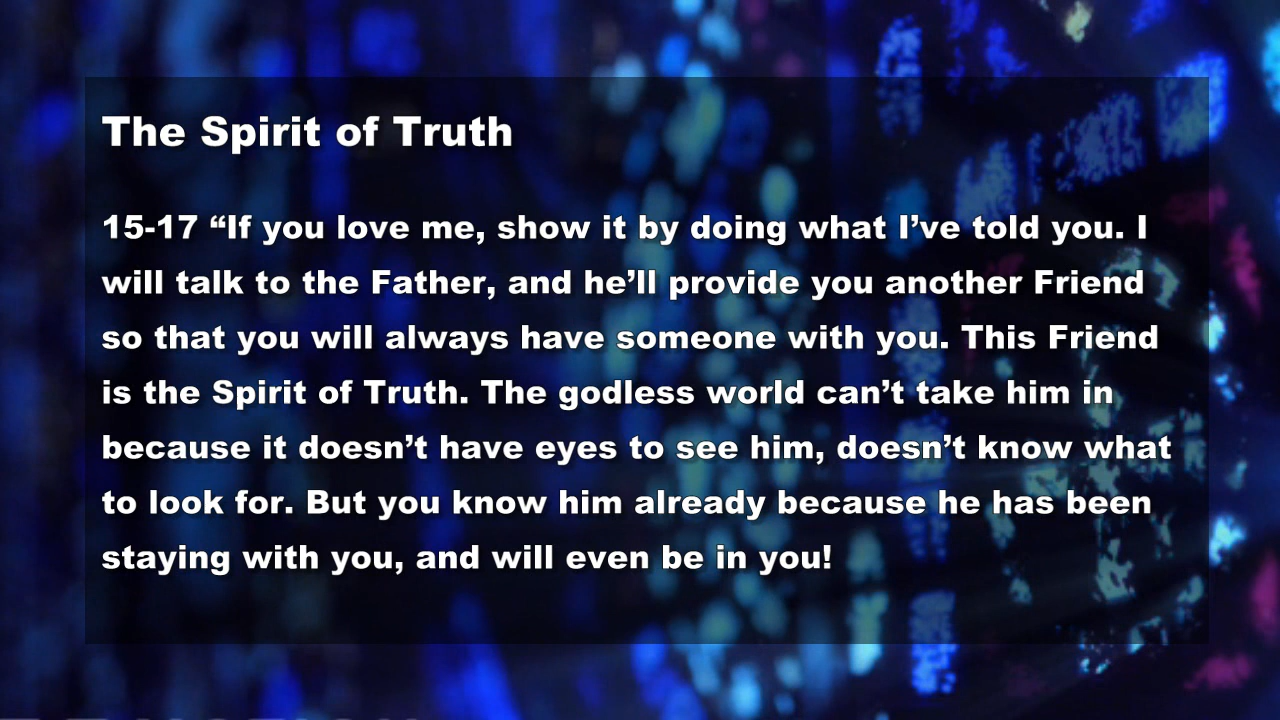 The Spirit of Truth
15-17 “If you love me, show it by doing what I’ve told you. I
will talk to the Father, and he’ll provide you another Friend
so that you will always have someone with you. This Friend
is the Spirit of Truth. The godless world can’t take him in
because it doesn’t have eyes to see him, doesn’t know what
to look for. But you know him already because he has been
staying with you, and will even be in you!